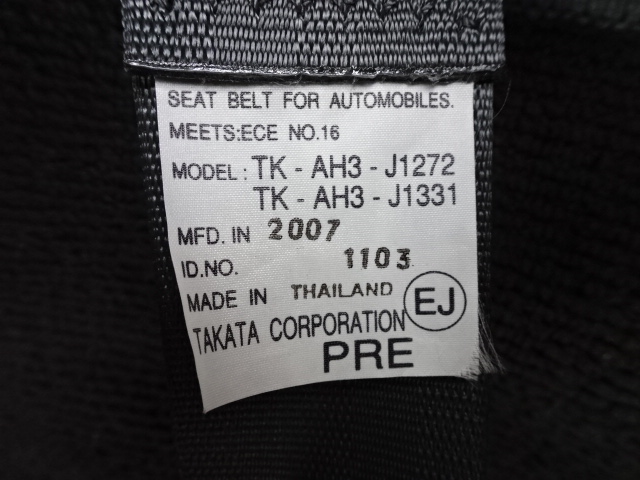 SEAT BELT FOR AUTOMOBILES.
MEETS:ECE NO.16
MODEL: TK - AH3 - J1272
TK - AH3 - J1331
MFD. IN 2007
ID.NO. 1103
MADE IN THAILAND EJ
TAKATA CORPORATION
PRE